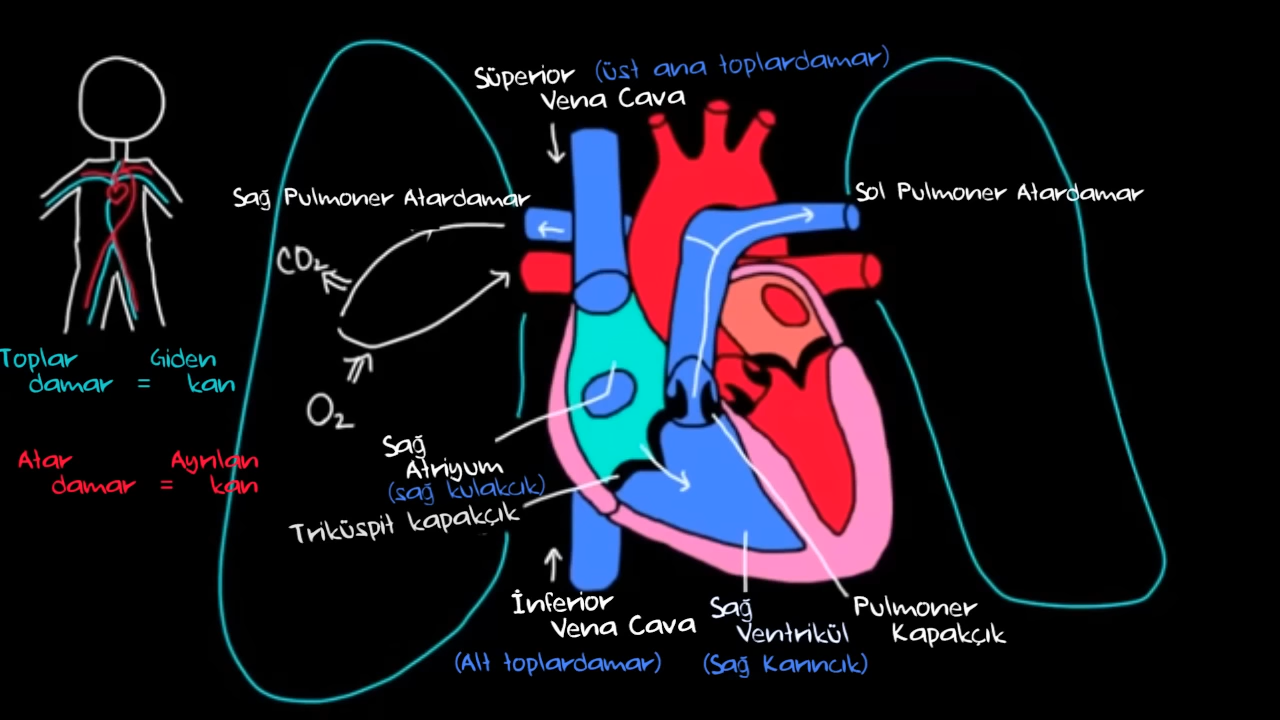 Süperior (üst ana toplardamar)
Vena Cava
Sağ Pulmoner Atardamar
Sol Pulmoner Atardamar
CO2
O2
Toplar Giden
damar = kan
Atar Ayrılan
damar = kan
Sağ
Atriyum
(sağ kulakcık)
Triküspit kapakçık
İnferior
Vena Cava
(Alt toplardamar)
Sağ
Ventrikül
(Sağ Karıncık)
Pulmoner
Kapakçık